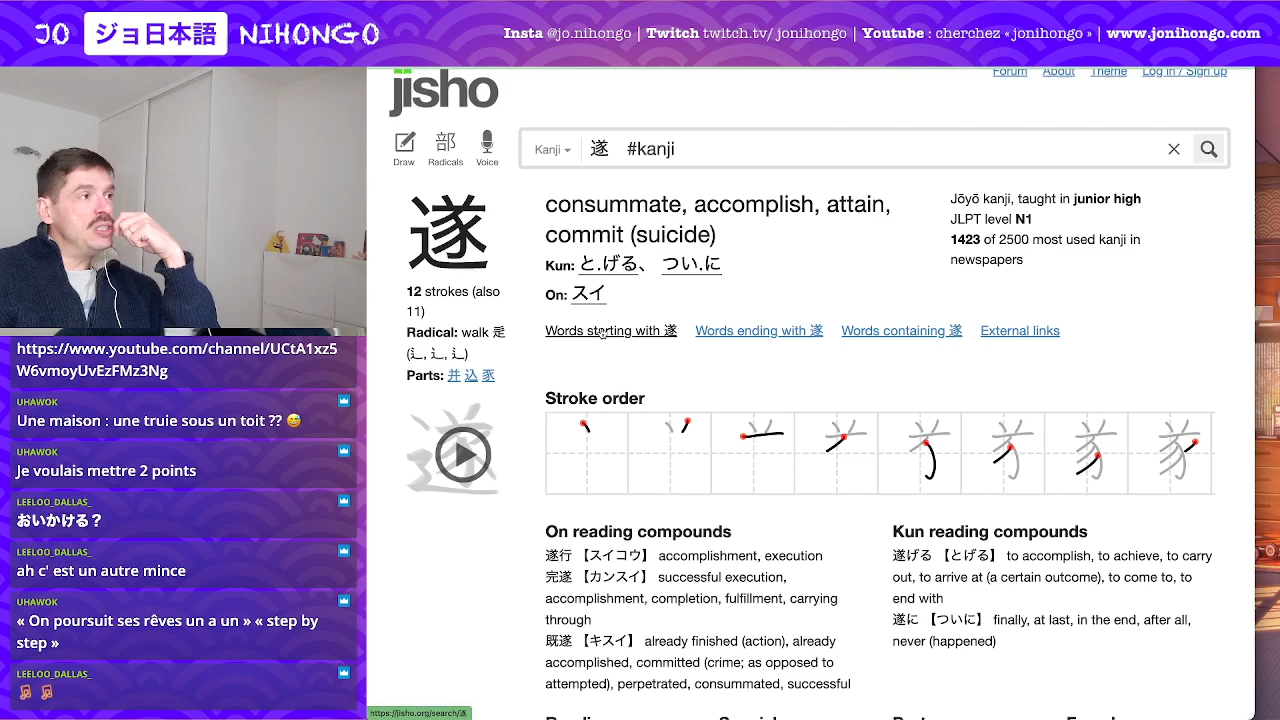 JO ジョ日本語 NIHONGO
Insta @jo.nihongo | Twitch twitch.tv/ jonihongo | Youtube : cherchez « jonihongo » | www.jonihongo.com
https://www.youtube.com/channel/UCtA1xz5
W6vmoyUvEzFMz3Ng
UHAWOK
Une maison : une truie sous un toit ?? 😅
UHAWOK
Je voulais mettre 2 points
LEELOO_DALLAS_
おいかける？
LEELOO_DALLAS_
ah c' est un autre mince
UHAWOK
« On poursuit ses rêves un a un » « step by
step »
LEELOO_DALLAS_
🎵 🎵
Forum About Theme Log in / Sign up
jisho
Draw Radicals Voice
Kanji 遂 #kanji
遂
12 strokes (also
11)
Radical: walk 辵
(辶, ⻌, ⻍)
Parts: 并 込 豕
consummate, accomplish, attain,
commit (suicide)
Kun: と.げる、 つい.に
On: スイ
Jōyō kanji, taught in junior high
JLPT level N1
1423 of 2500 most used kanji in
newspapers
Words starting with 遂 Words ending with 遂 Words containing 遂 External links
Stroke order
On reading compounds
遂行 【スイコウ】 accomplishment, execution
完遂 【カンスイ】 successful execution,
accomplishment, completion, fulfillment, carrying
through
既遂 【キスイ】 already finished (action), already
accomplished, committed (crime; as opposed to
attempted), perpetrated, consummated, successful
Kun reading compounds
遂げる 【とげる】 to accomplish, to achieve, to carry
out, to arrive at (a certain outcome), to come to, to
end with
遂に 【ついに】 finally, at last, in the end, after all,
never (happened)
https://jisho.org/search/遂